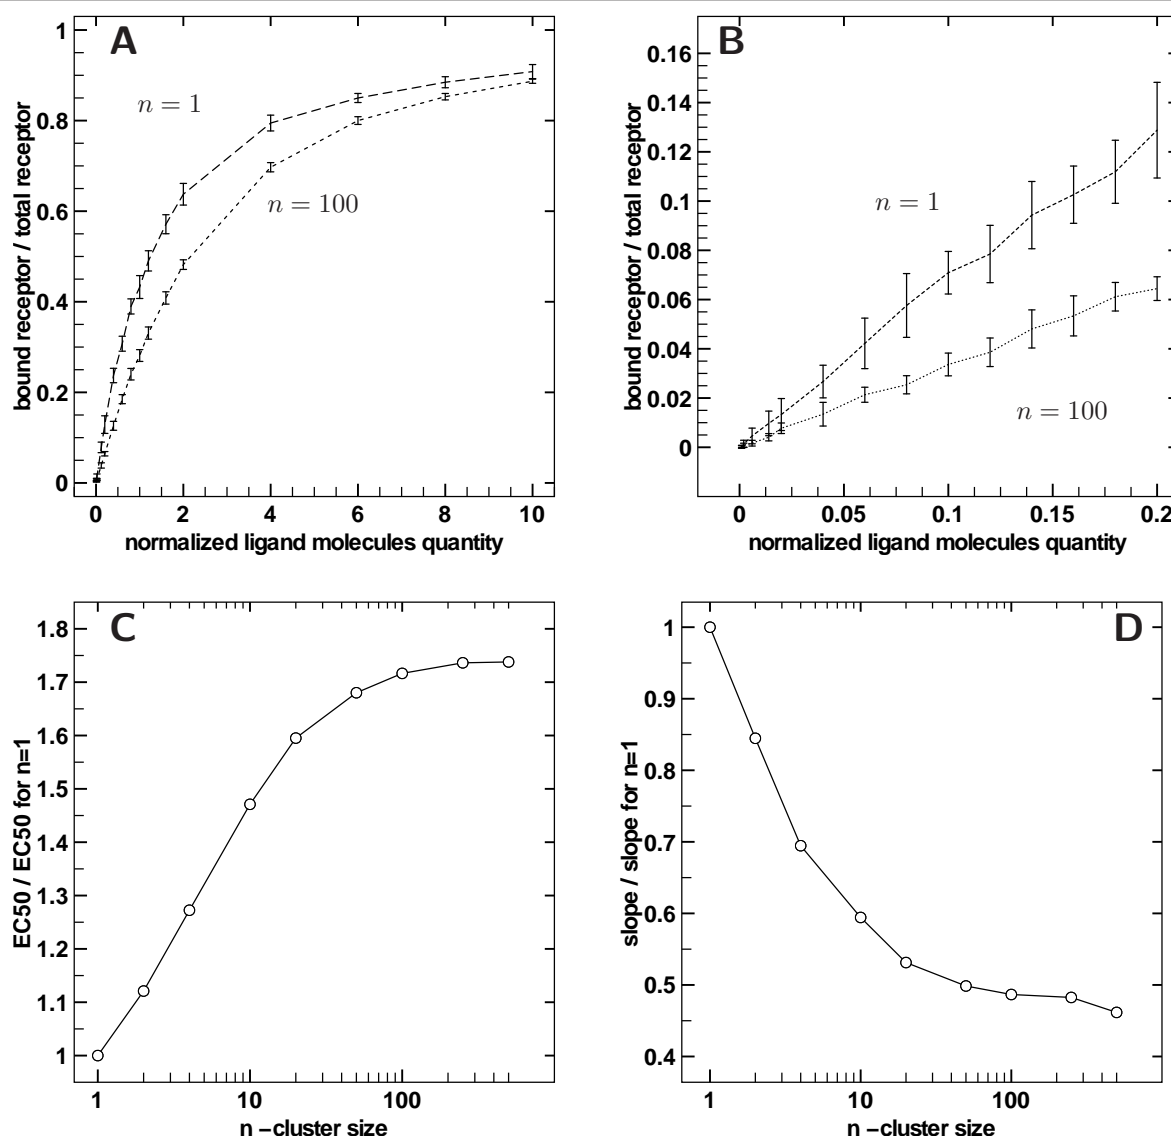 A
n = 1
n = 100
1
0.8
0.6
0.4
0.2
0
0 2 4 6 8 10
bound receptor / total receptor
normalized ligand molecules quantity
B
n = 1
n = 100
0.16
0.14
0.12
0.1
0.08
0.06
0.04
0.02
0
0 0.05 0.1 0.15 0.2
bound receptor / total receptor
normalized ligand molecules quantity
C
1.8
1.7
1.6
1.5
1.4
1.3
1.2
1.1
1
1 10 100
EC50 / EC50 for n=1
n –cluster size
D
1
0.9
0.8
0.7
0.6
0.5
0.4
1 10 100
slope / slope for n=1
n –cluster size